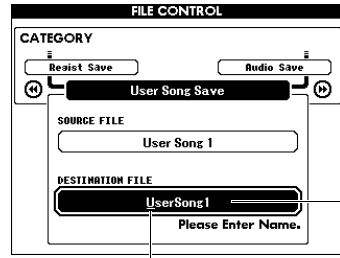 FILE CONTROL
CATEGORY
Regist Save
Audio Save
User Song Save
SOURCE FILE
User Song 1
DESTINATION FILE
UserSong1
Please Enter Name.